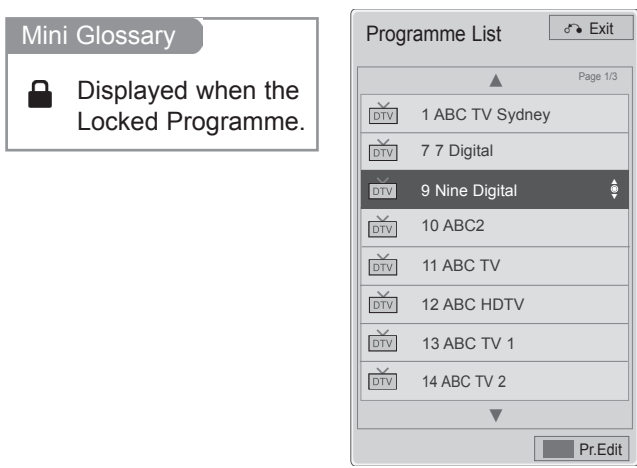 Mini Glossary
Displayed when the
Locked Programme.
Programme List
Exit
Page 1/3
DTV 1 ABC TV Sydney
DTV 7 7 Digital
DTV 9 Nine Digital
DTV 10 ABC2
DTV 11 ABC TV
DTV 12 ABC HDTV
DTV 13 ABC TV 1
DTV 14 ABC TV 2
Pr.Edit